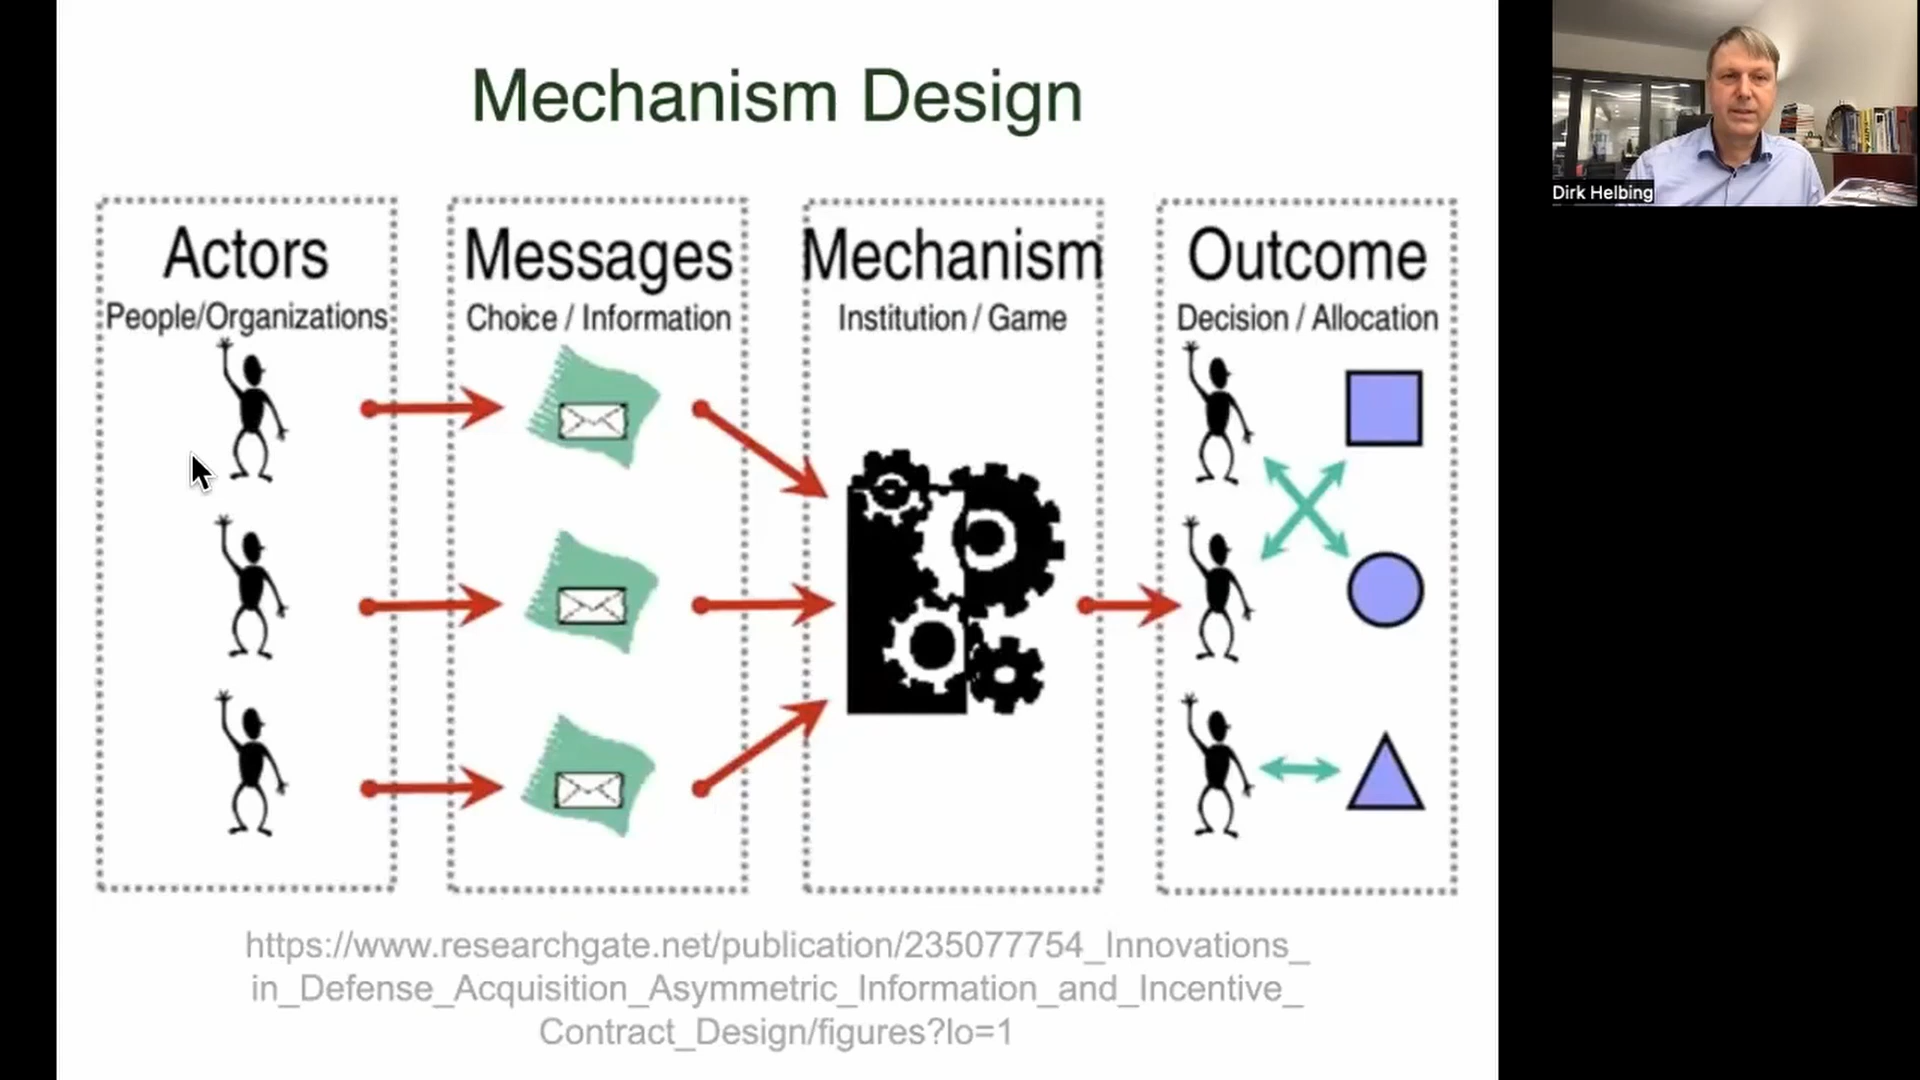 Mechanism Design
Actors
People/Organizations
Messages
Choice / Information
Mechanism
Institution / Game
Outcome
Decision / Allocation
https://www.researchgate.net/publication/235077754_Innovations_
in_Defense_Acquisition_Asymmetric_Information_and_Incentive_
Contract_Design/figures?lo=1
Dirk Helbing